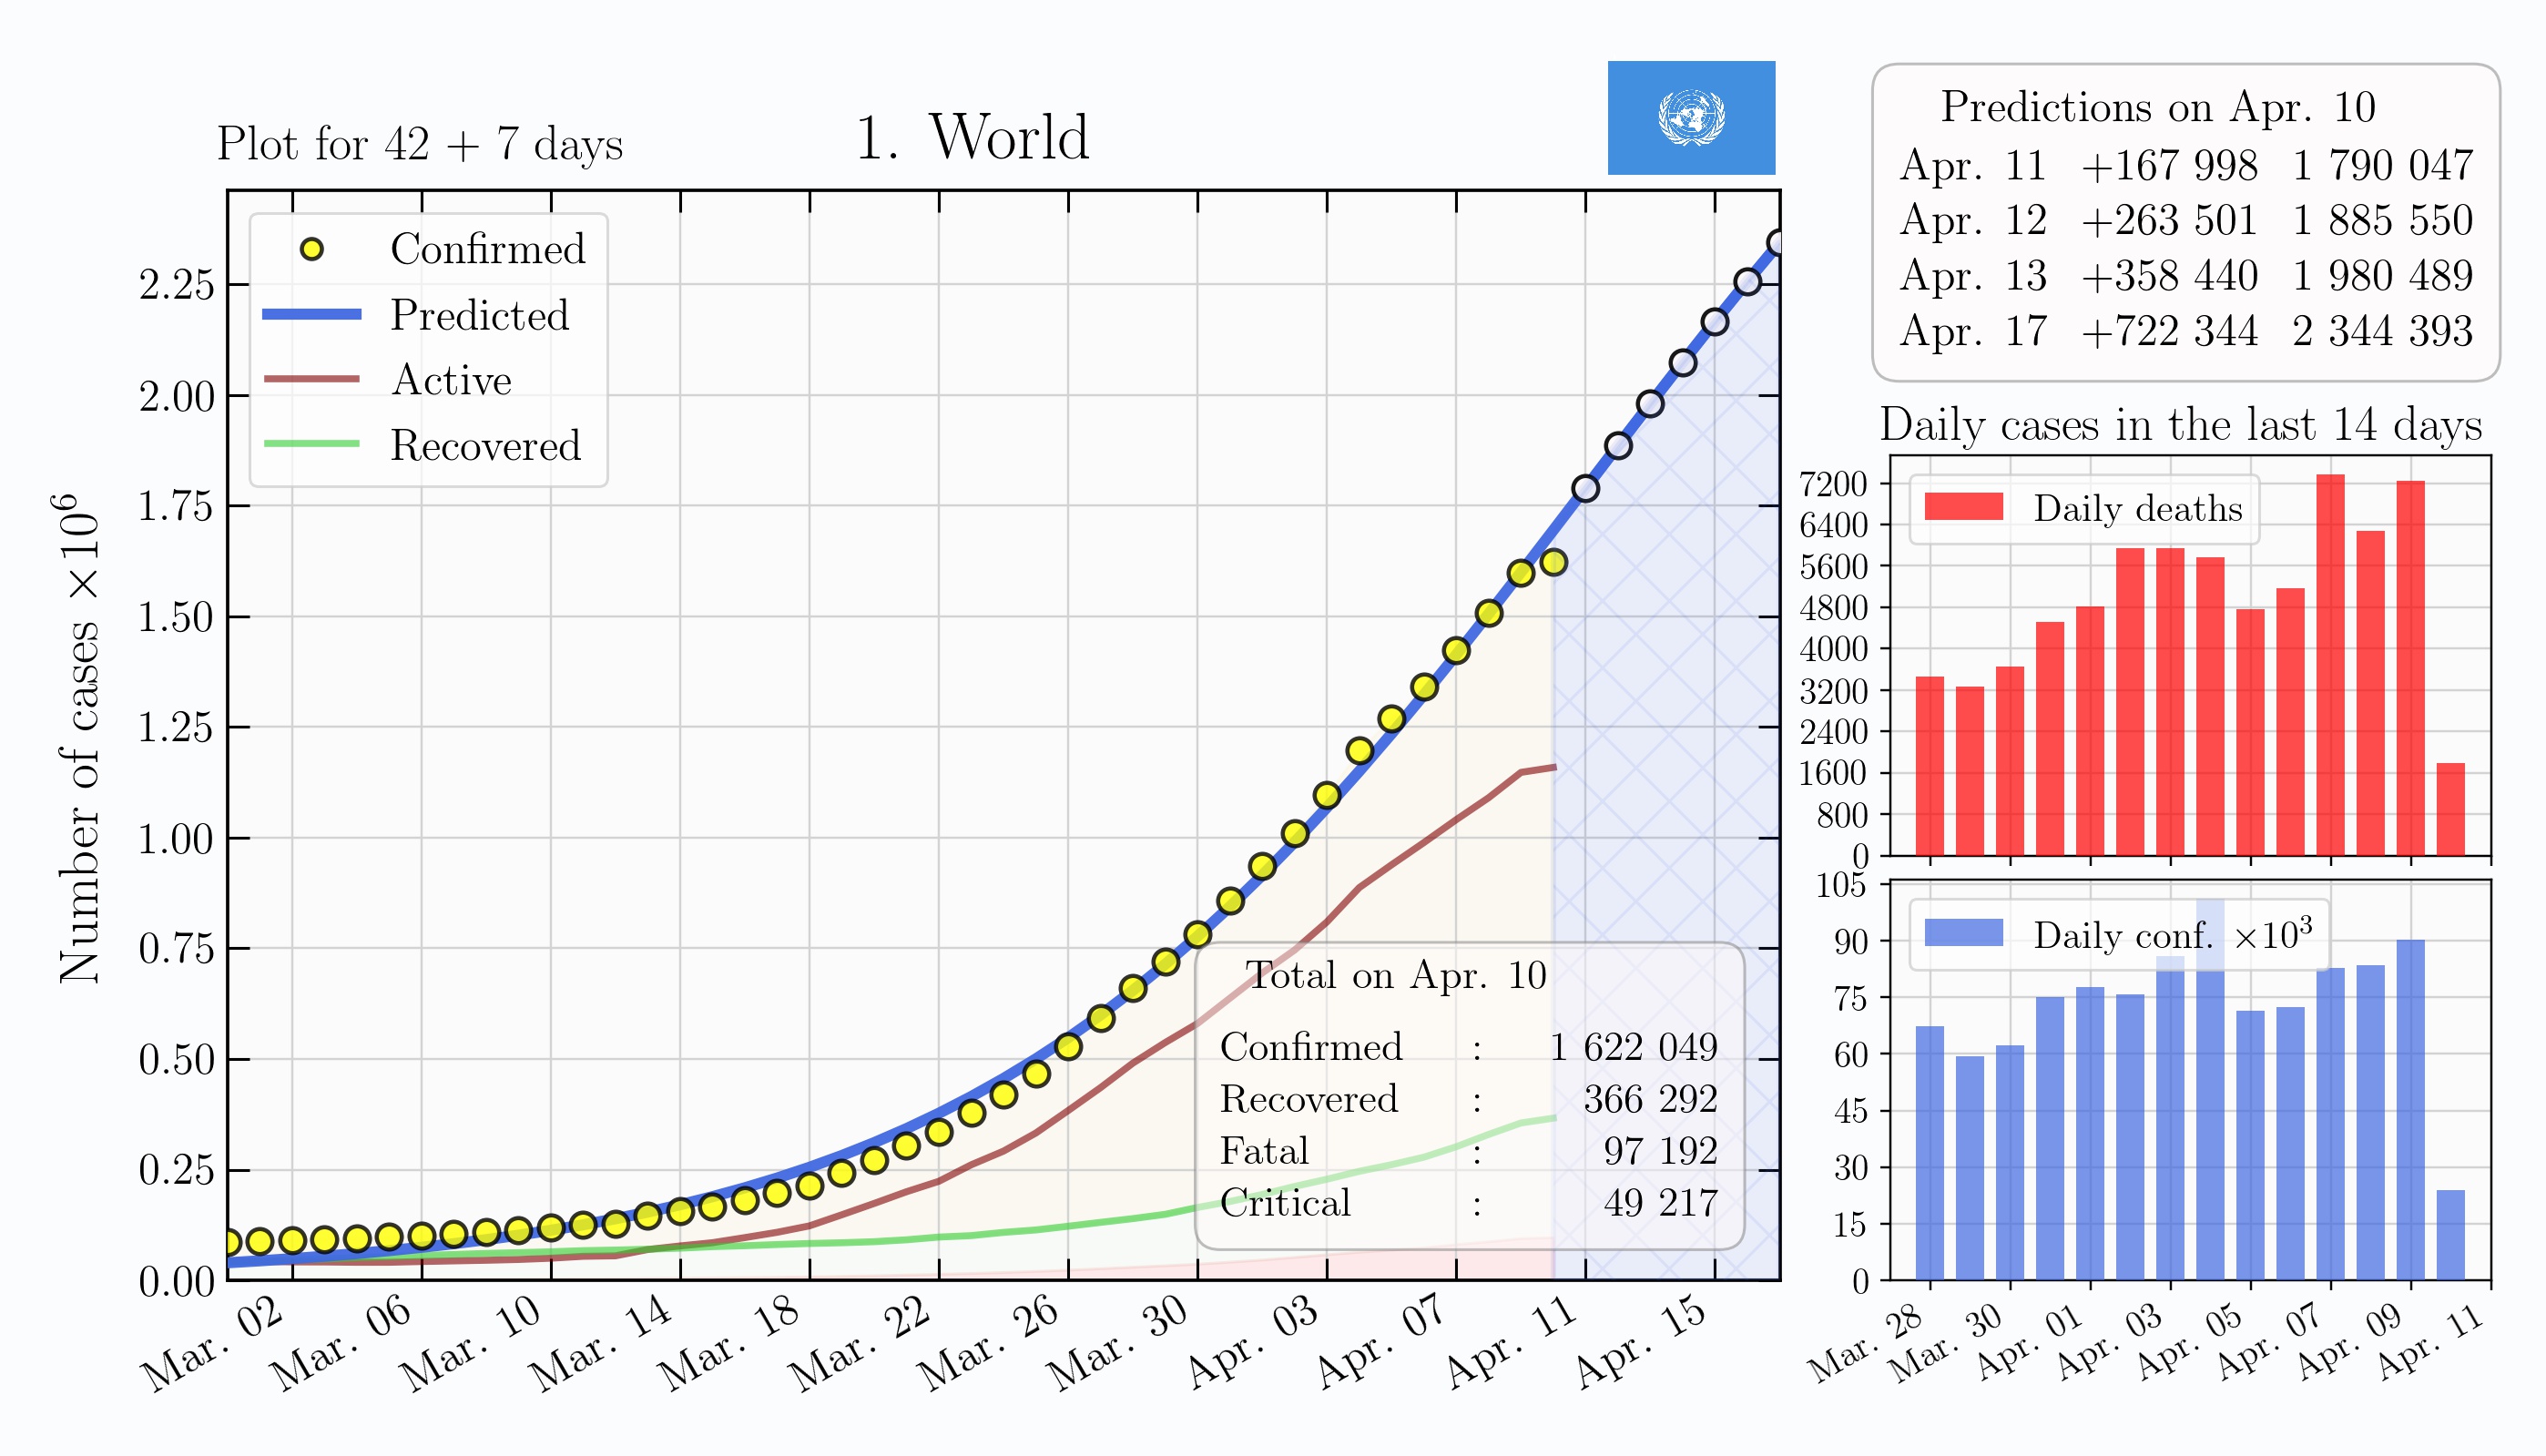 Plot for 42 + 7 days
1. World
Confirmed
Predicted
Active
Recovered
Number of cases ×10⁶
2.25
2.00
1.75
1.50
1.25
1.00
0.75
0.50
0.25
0.00
Mar. 02
Mar. 06
Mar. 10
Mar. 14
Mar. 18
Mar. 22
Mar. 26
Mar. 30
Apr. 03
Apr. 07
Apr. 11
Apr. 15
Total on Apr. 10
Confirmed : 1 622 049
Recovered : 366 292
Fatal : 97 192
Critical : 49 217
Predictions on Apr. 10
Apr. 11 +167 998 1 790 047
Apr. 12 +263 501 1 885 550
Apr. 13 +358 440 1 980 489
Apr. 17 +722 344 2 344 393
Daily cases in the last 14 days
Daily deaths
7200
6400
5600
4800
4000
3200
2400
1600
800
0
Daily conf. ×10³
105
90
75
60
45
30
15
0
Mar. 28
Mar. 30
Apr. 01
Apr. 03
Apr. 05
Apr. 07
Apr. 09
Apr. 11